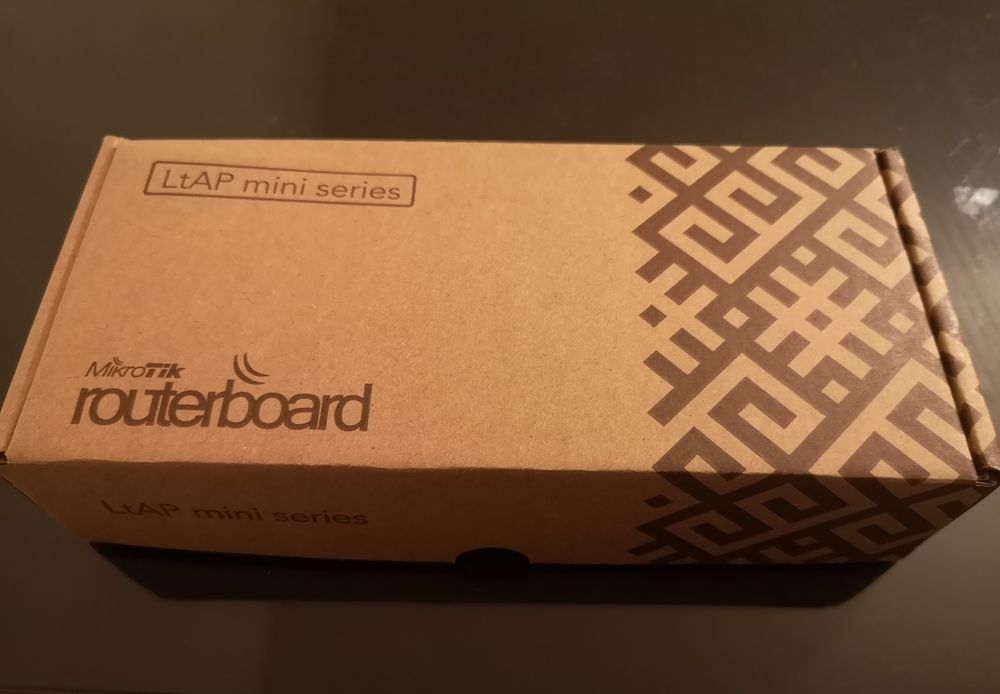 LtAP mini series
MikroTik
routerboard
LtAP mini series